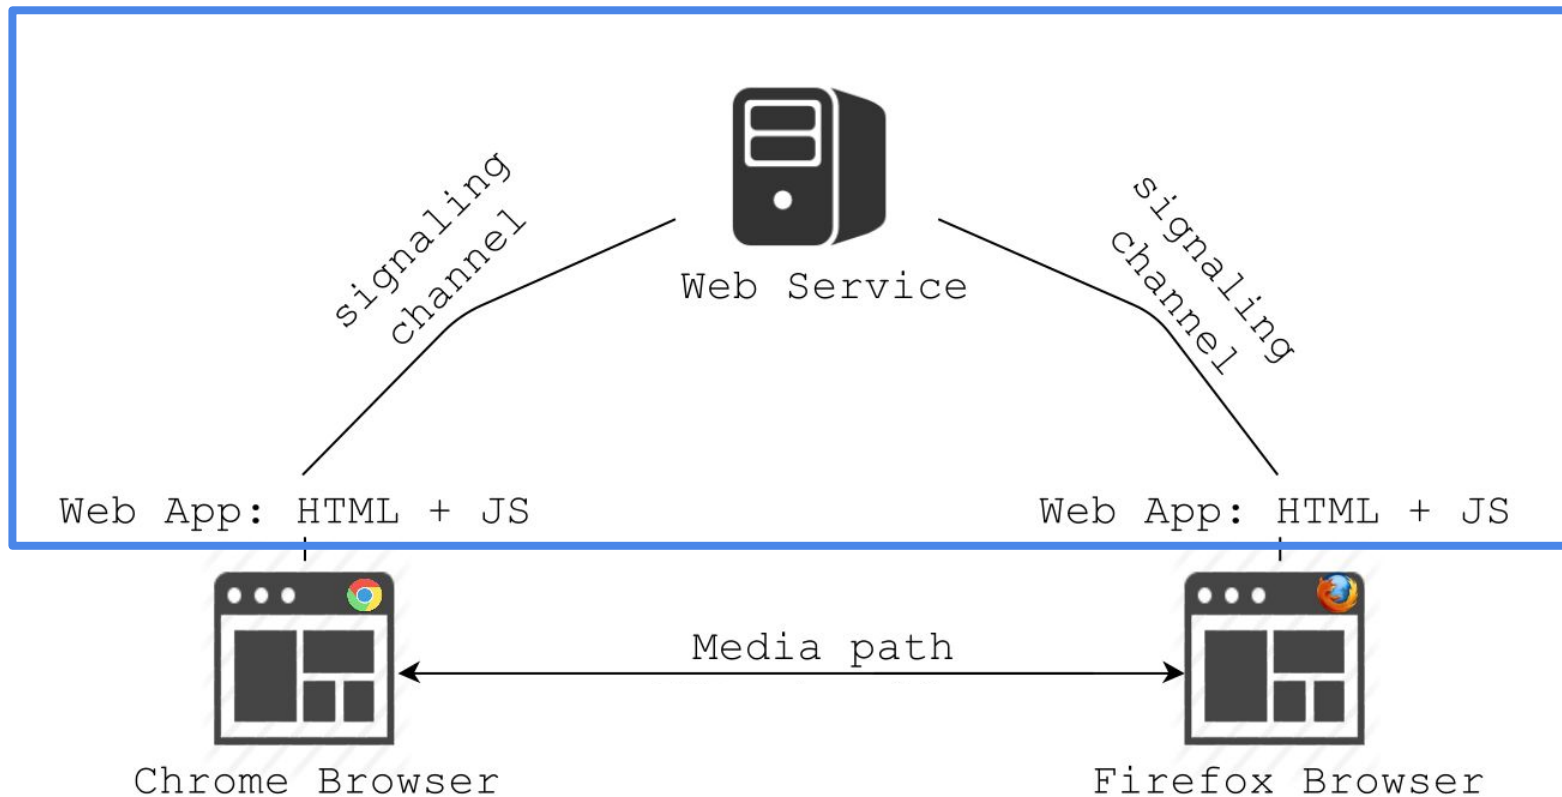 signaling
channel
signaling
channel
Web Service
Web App: HTML + JS
Web App: HTML + JS
Media path
Chrome Browser
Firefox Browser